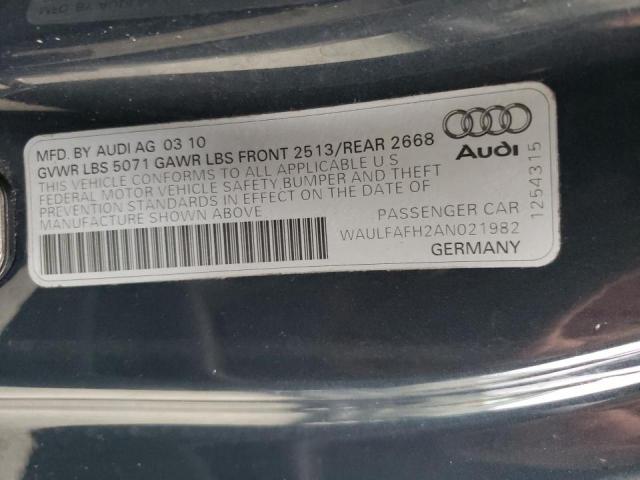 MFD. BY AUDI AG 03 10
GVWR LBS 5071 GAWR LBS FRONT 2513/REAR 2668
THIS VEHICLE CONFORMS TO ALL APPLICABLE U S
FEDERAL MOTOR VEHICLE SAFETY, BUMPER AND THEFT
PREVENTION STANDARDS IN EFFECT ON THE DATE OF
MANUFACTURE SHOWN ABOVE
Audi
PASSENGER CAR
WAULFAFH2AN021982
GERMANY
1254315